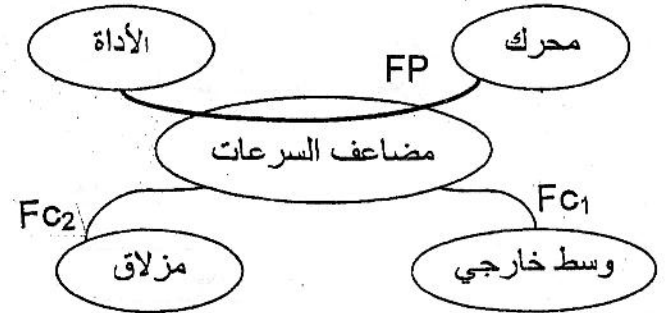 محرك
الأداة
FP
مضاعف السرعات
Fc₁
Fc₂
وسط خارجي
مزلاق